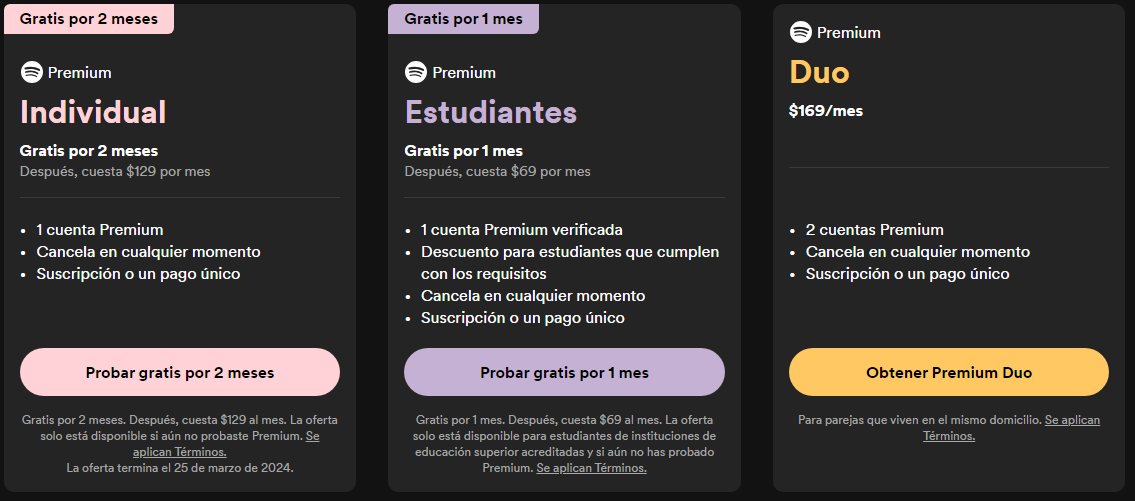 Gratis por 2 meses
Premium
Individual
Gratis por 2 meses
Después, cuesta $129 por mes
• 1 cuenta Premium
• Cancela en cualquier momento
• Suscripción o un pago único
Probar gratis por 2 meses
Gratis por 2 meses. Después, cuesta $129 al mes. La oferta
solo está disponible si aún no probaste Premium. Se
aplican Términos.
La oferta termina el 25 de marzo de 2024.
Gratis por 1 mes
Premium
Estudiantes
Gratis por 1 mes
Después, cuesta $69 por mes
• 1 cuenta Premium verificada
• Descuento para estudiantes que cumplen
con los requisitos
• Cancela en cualquier momento
• Suscripción o un pago único
Probar gratis por 1 mes
Gratis por 1 mes. Después, cuesta $69 al mes. La oferta
solo está disponible para estudiantes de instituciones de
educación superior acreditadas y si aún no has probado
Premium. Se aplican Términos.
Premium
Duo
$169/mes
• 2 cuentas Premium
• Cancela en cualquier momento
• Suscripción o un pago único
Obtener Premium Duo
Para parejas que viven en el mismo domicilio. Se aplican
Términos.